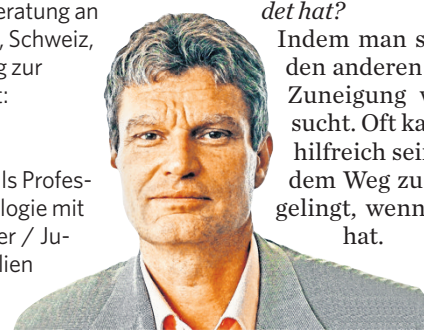 eratung an
, Schweiz,
g zur
t:
ls Profes-
logie mit
er / Ju-
lien
det hat?
Indem man s
den anderen
Zuneigung v
sucht. Oft ka
hilfreich sein
dem Weg zu
gelingt, wenn
hat.